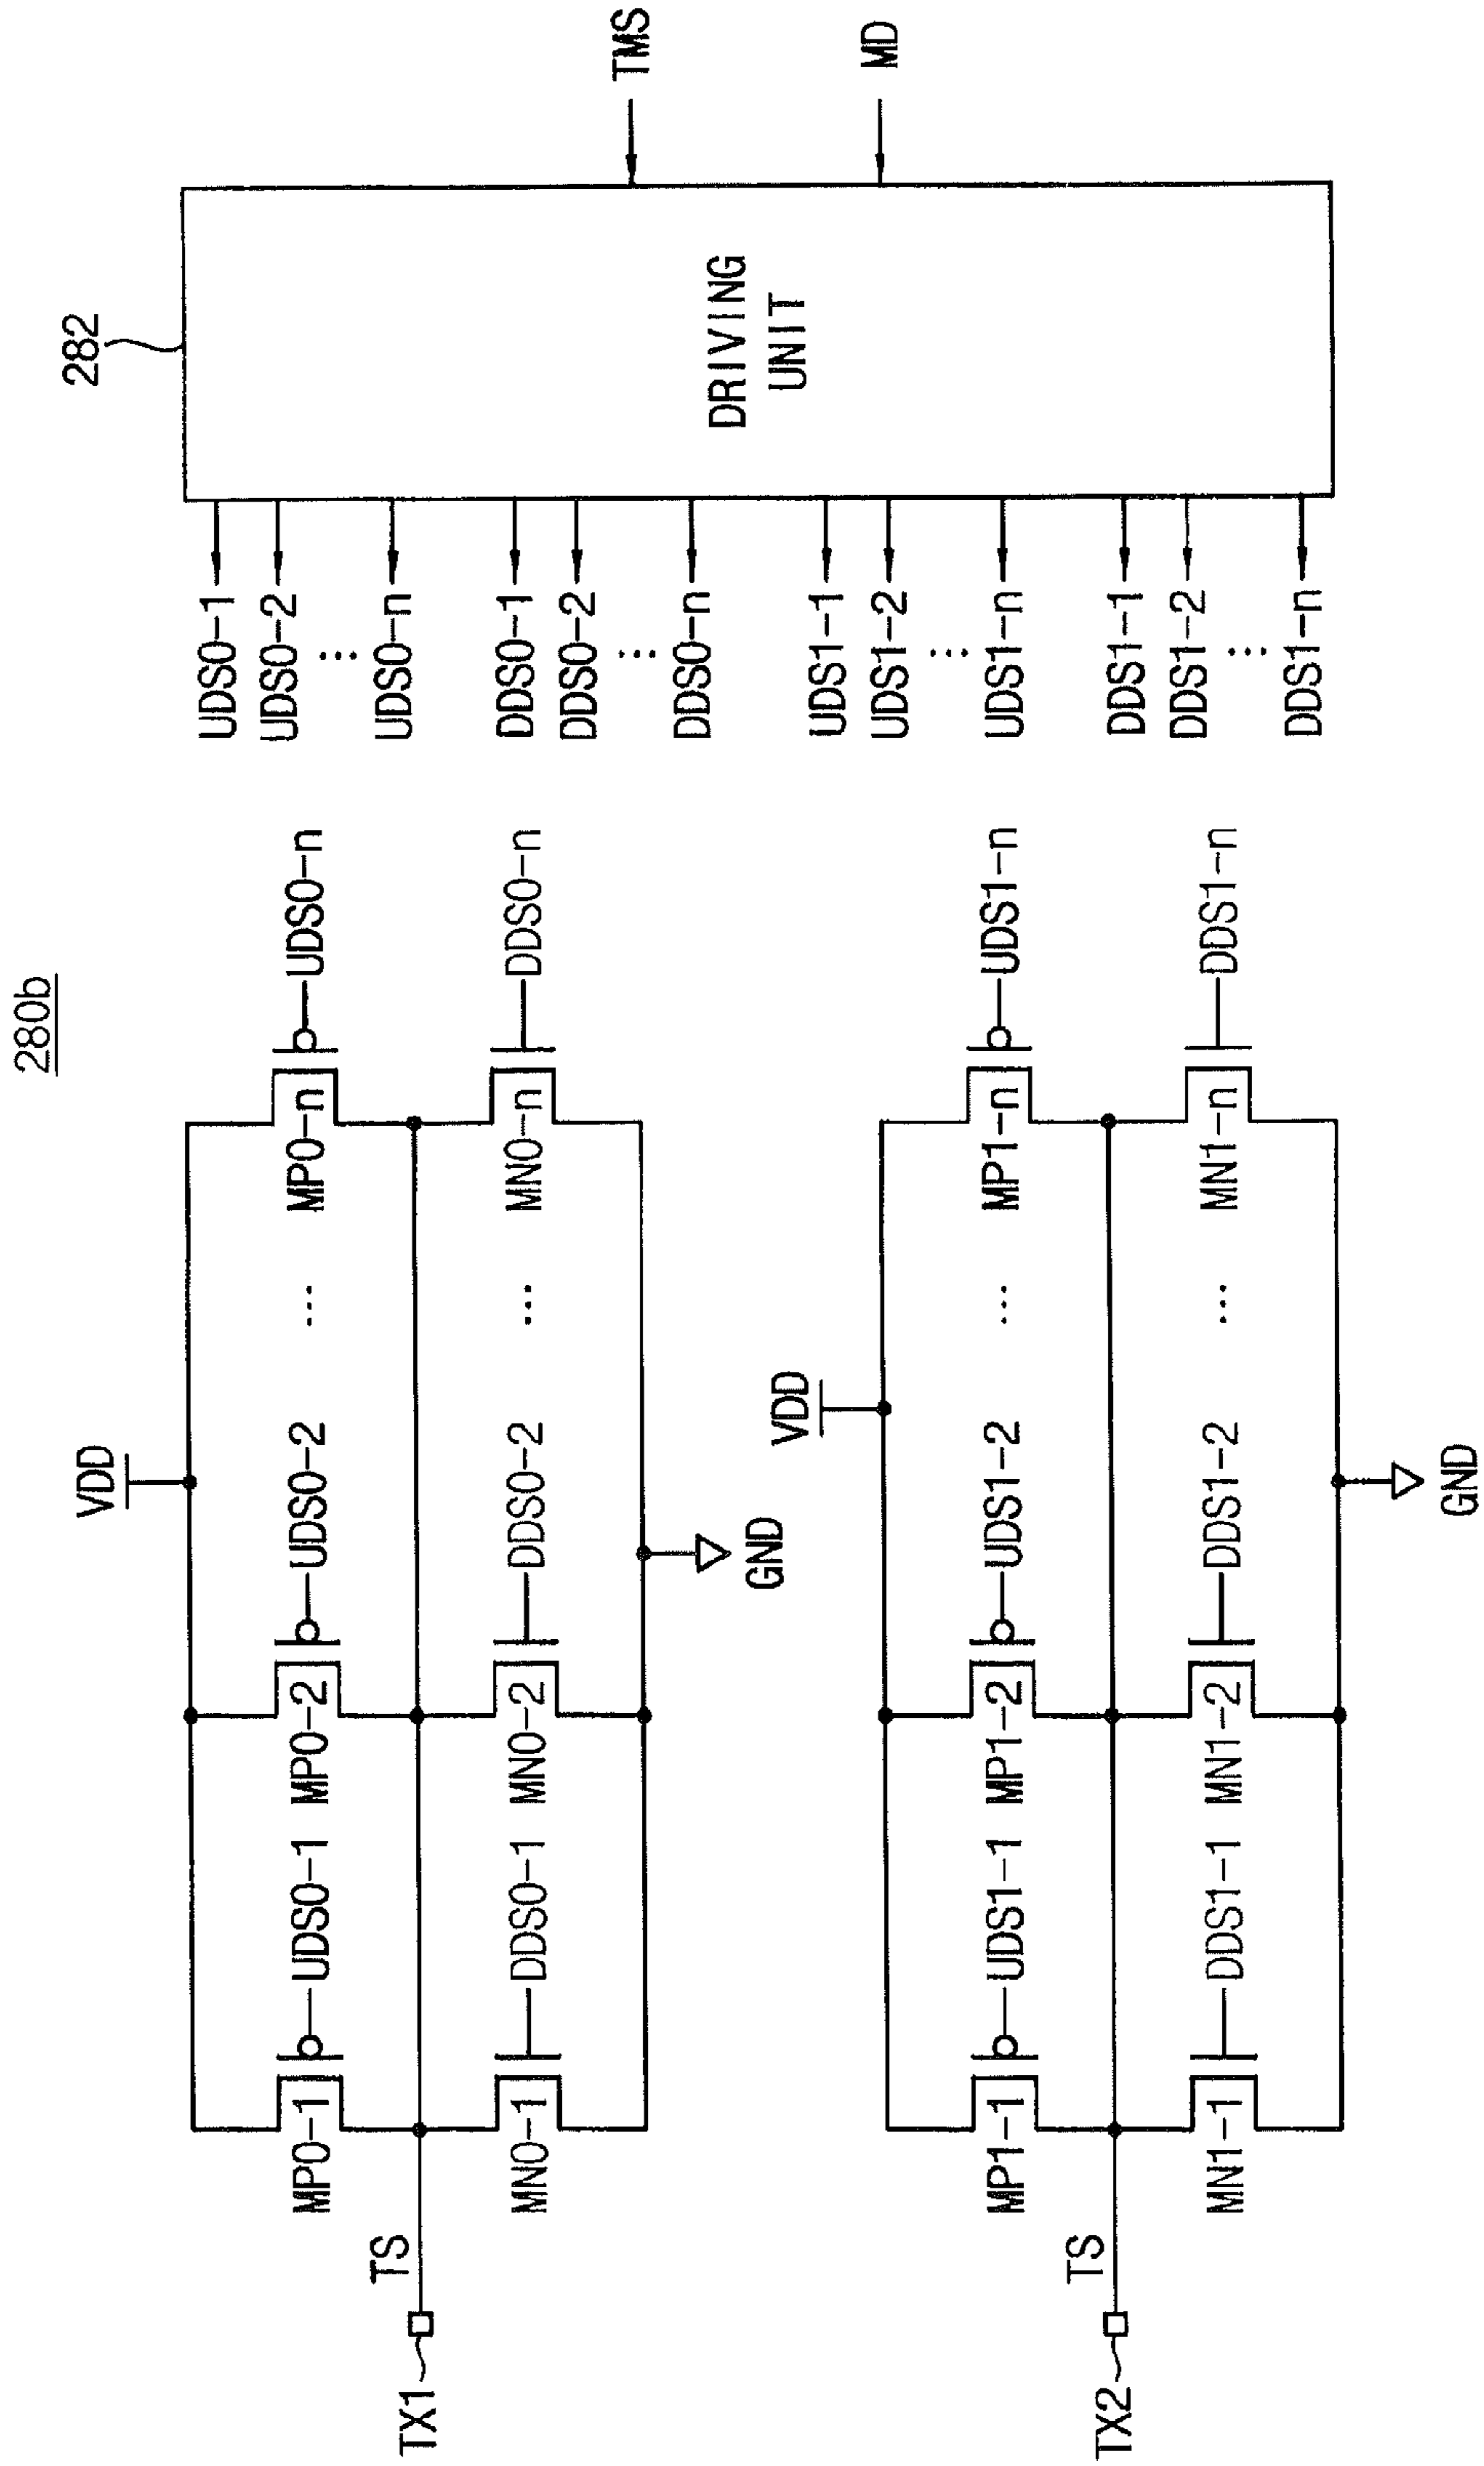 280b
VDD
MP0-1 UDS0-1 MP0-2 UDS0-2 ... MP0-n UDS0-n
TX1 TS
MN0-1 DDS0-1 MN0-2 DDS0-2 ... MN0-n DDS0-n
GND
VDD
MP1-1 UDS1-1 MP1-2 UDS1-2 ... MP1-n UDS1-n
TX2 TS
MN1-1 DDS1-1 MN1-2 DDS1-2 ... MN1-n DDS1-n
GND
282
UDS0-1
UDS0-2
...
UDS0-n
DDS0-1
DDS0-2
...
DDS0-n
UDS1-1
UDS1-2
...
UDS1-n
DDS1-1
DDS1-2
...
DDS1-n
DRIVING
UNIT
TMS
MD